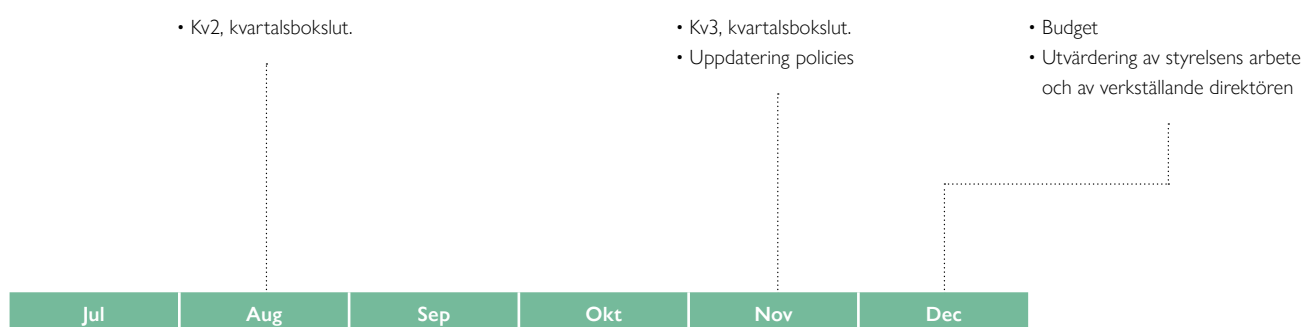 • Kv2, kvartalsbokslut.
• Kv3, kvartalsbokslut.
• Uppdatering policies
• Budget
• Utvärdering av styrelsens arbete
och av verkställande direktören
Jul Aug Sep Okt Nov Dec